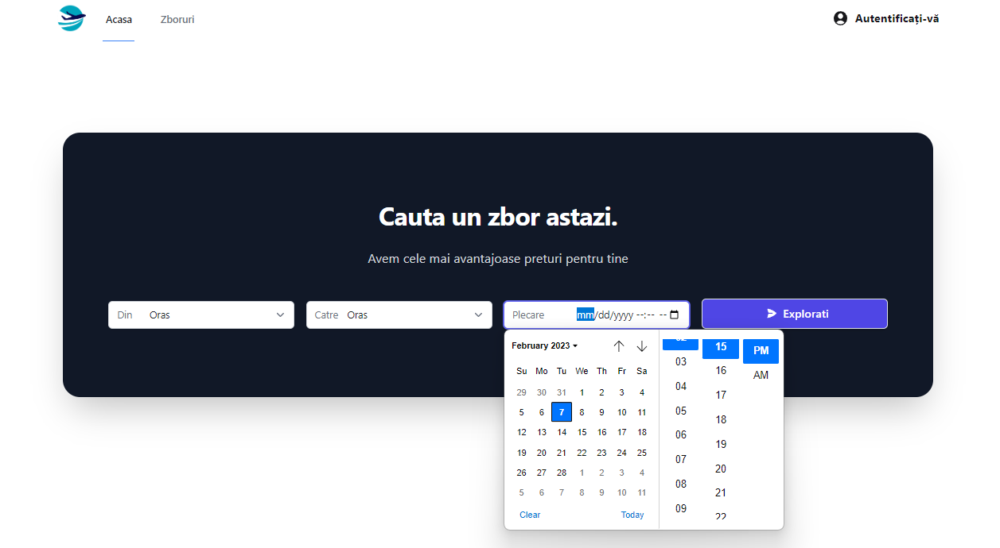 Acasa Zboruri Autentificați-vă
Cauta un zbor astazi.
Avem cele mai avantajoase preturi pentru tine
Din Oras Catre Oras Plecare mm/dd/yyyy --:-- -- Explorati
February 2023
Su Mo Tu We Th Fr Sa
29 30 31 1 2 3 4
5 6 7 8 9 10 11
12 13 14 15 16 17 18
19 20 21 22 23 24 25
26 27 28 1 2 3 4
5 6 7 8 9 10 11
Clear Today
02 15 PM
03 16 AM
04 17
05 18
06 19
07 20
08 21
09 22